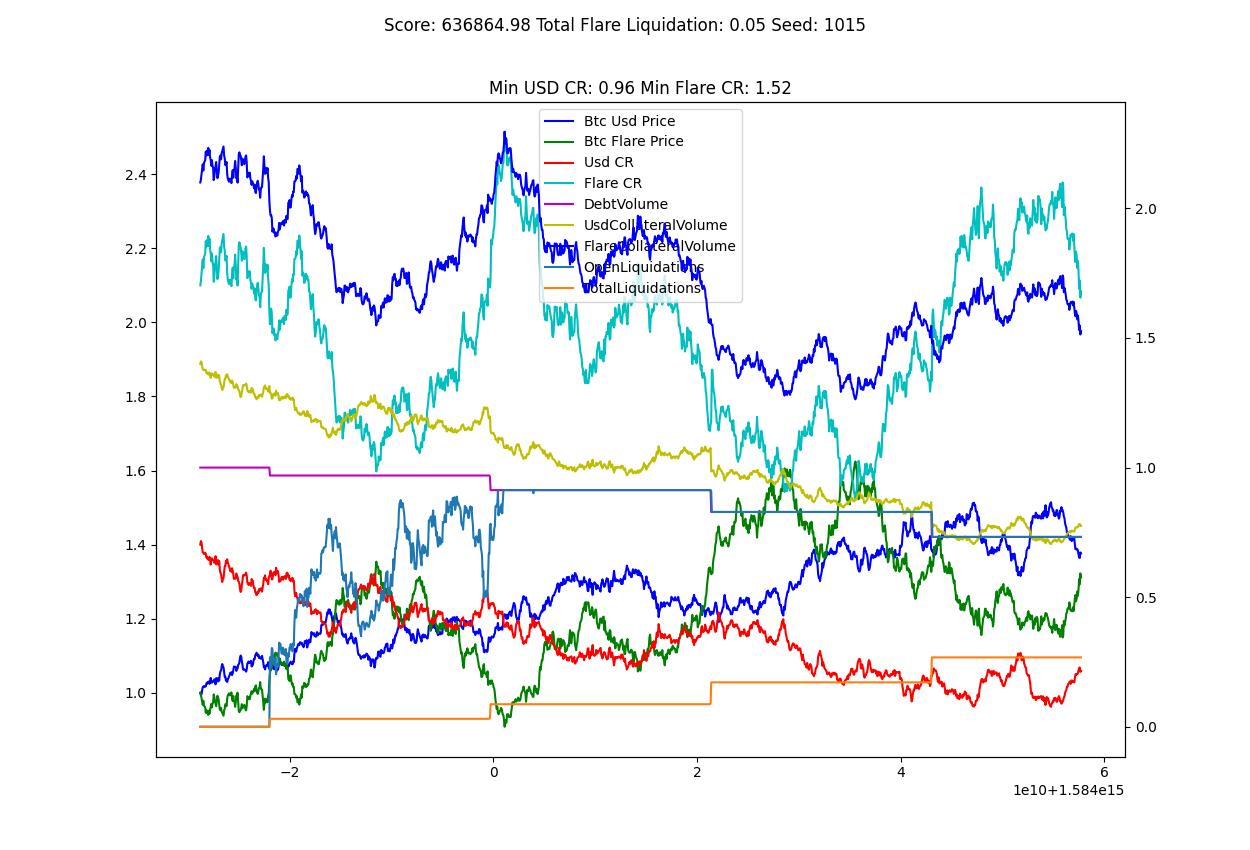 Score: 636864.98 Total Flare Liquidation: 0.05 Seed: 1015
Min USD CR: 0.96 Min Flare CR: 1.52
Btc Usd Price
Btc Flare Price
Usd CR
Flare CR
DebtVolume
UsdCollateralVolume
FlareCollateralVolume
OpenLiquidations
TotalLiquidations
2.4
2.2
2.0
1.8
1.6
1.4
1.2
1.0
2.0
1.5
1.0
0.5
0.0
−2
0
2
4
6
1e10+1.584e15